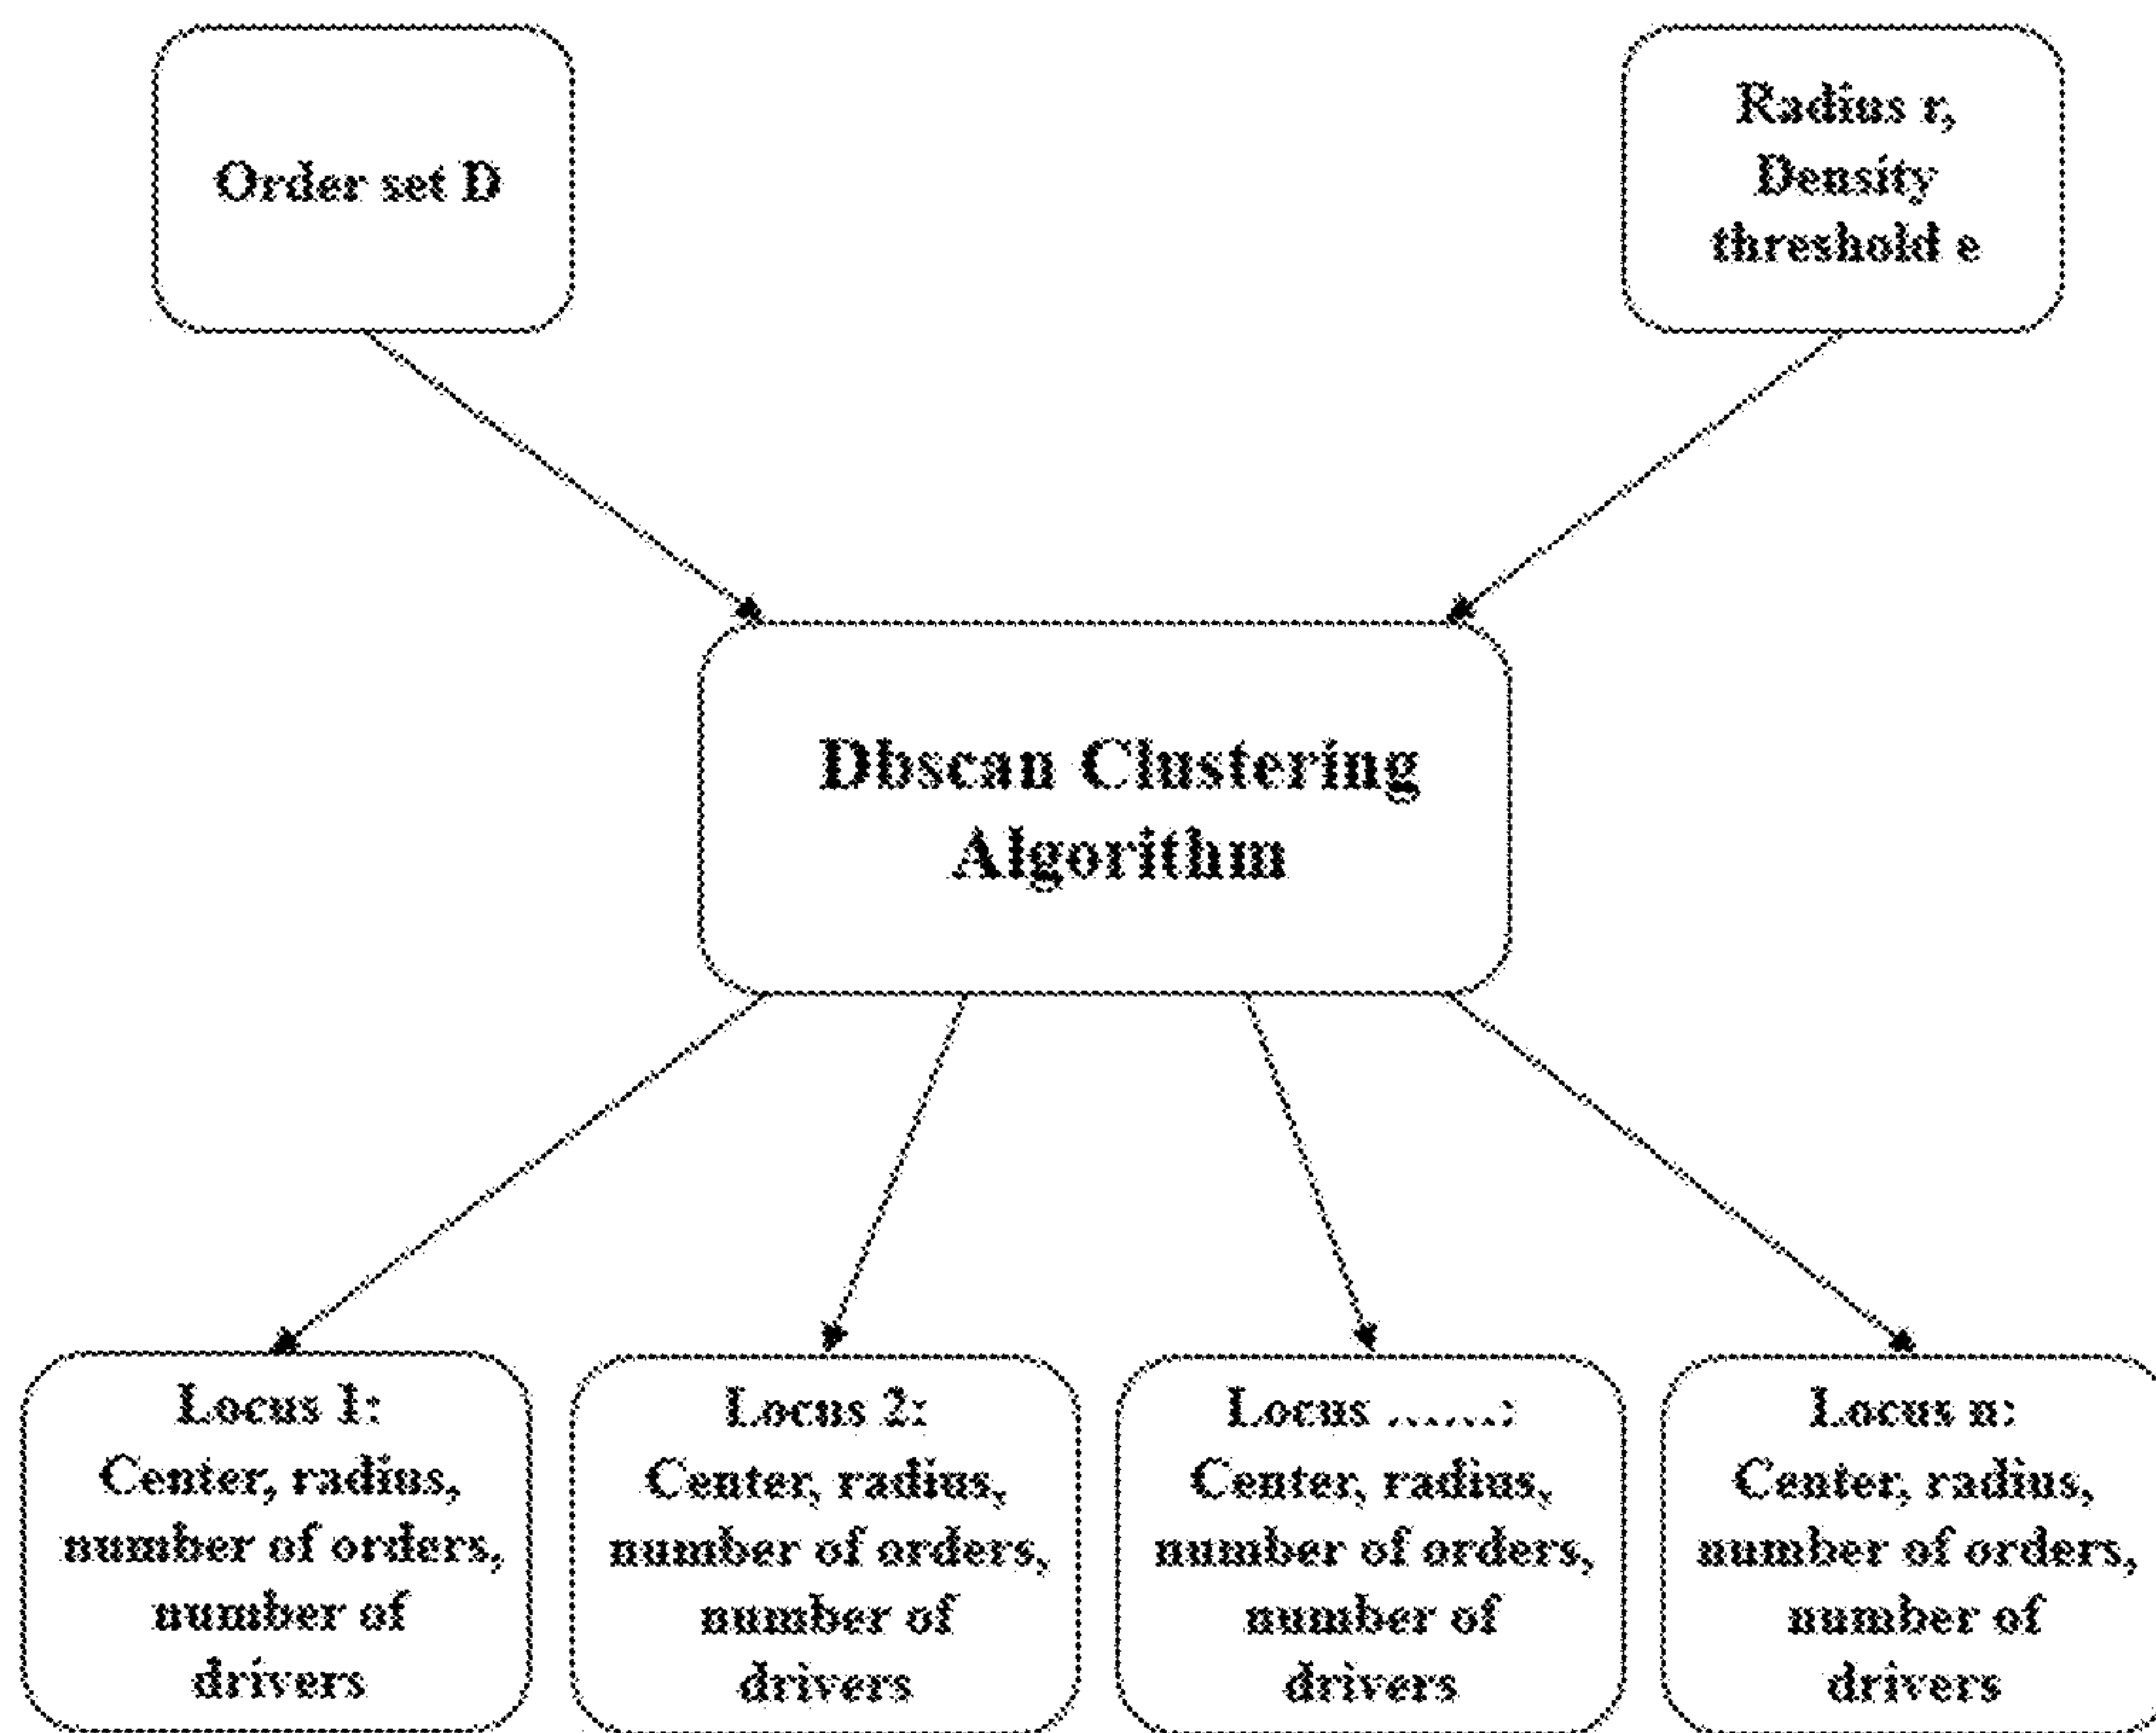 Order set D
Radius r,
Density
threshold e
Dbscan Clustering
Algorithm
Locus 1:
Center, radius,
number of orders,
number of
drivers
Locus 2:
Center, radius,
number of orders,
number of
drivers
Locus ......:
Center, radius,
number of orders,
number of
drivers
Locus n:
Center, radius,
number of orders,
number of
drivers